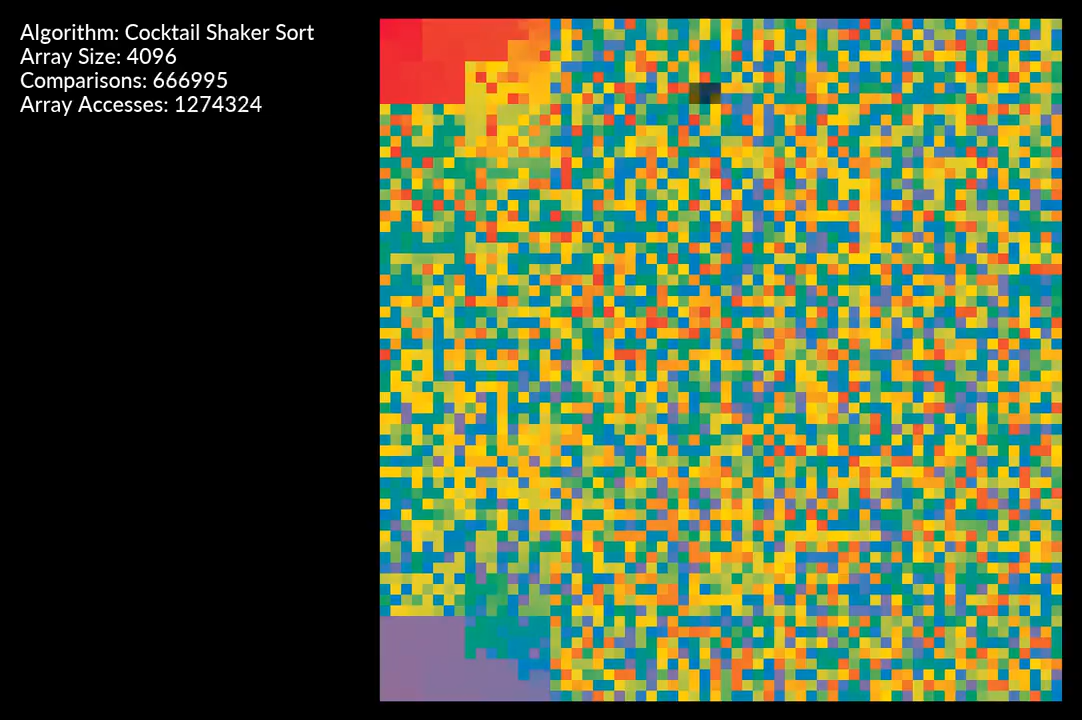 Algorithm: Cocktail Shaker Sort
Array Size: 4096
Comparisons: 666995
Array Accesses: 1274324